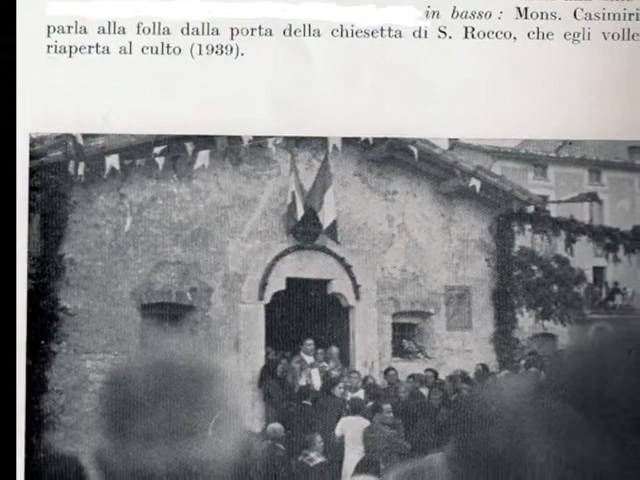 in basso : Mons. Casimiri
parla alla folla dalla porta della chiesetta di S. Rocco, che egli volle
riaperta al culto (1939).